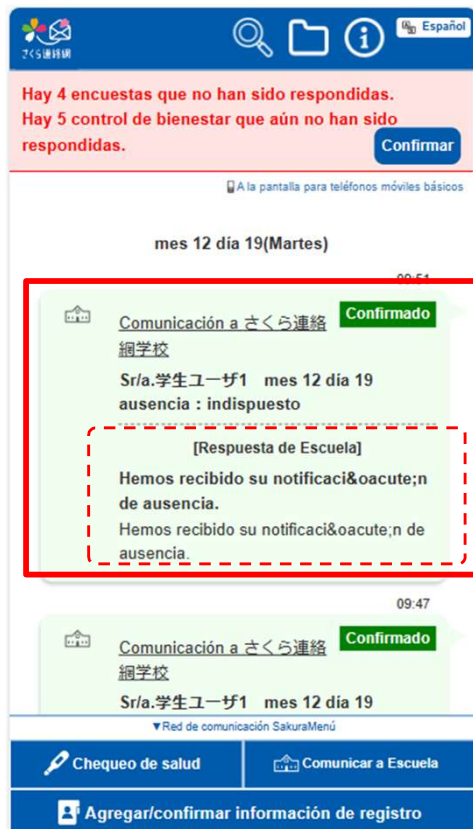 さくら連絡網
Español
Hay 4 encuestas que no han sido respondidas.
Hay 5 control de bienestar que aún no han sido
respondidas.
Confirmar
A la pantalla para teléfonos móviles básicos
mes 12 día 19(Martes)
09:51
Confirmado
Comunicación a さくら連絡
網学校
Sr/a.学生ユーザ1 mes 12 día 19
ausencia：indispuesto
[Respuesta de Escuela]
Hemos recibido su notificaci&oacute;n
de ausencia.
Hemos recibido su notificaci&oacute;n de
ausencia.
09:47
Confirmado
Comunicación a さくら連絡
網学校
Sr/a.学生ユーザ1 mes 12 día 19
▼Red de comunicación SakuraMenú
Chequeo de salud
Comunicar a Escuela
Agregar/confirmar información de registro